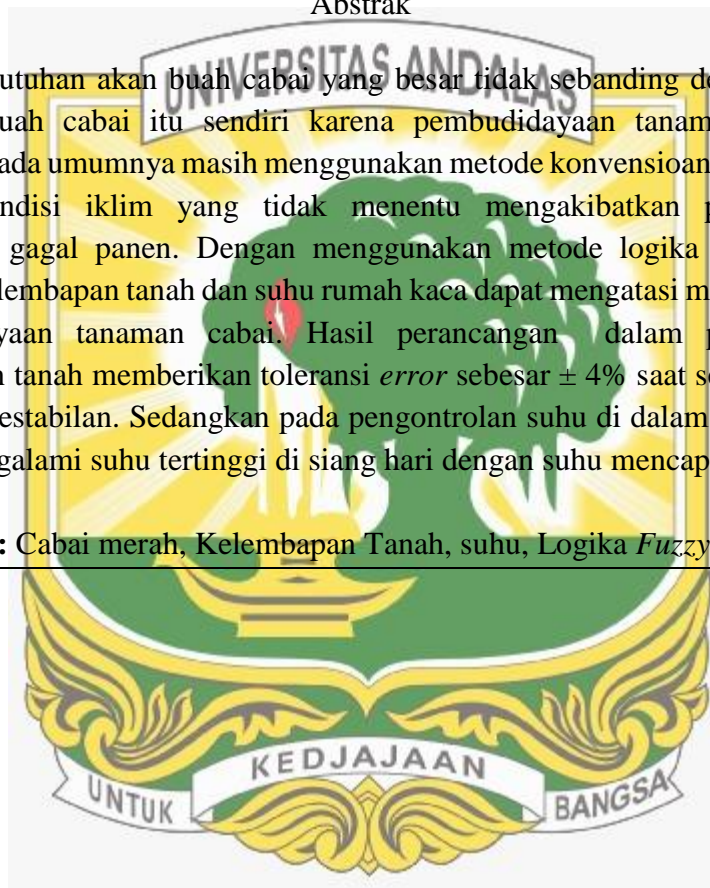 Abstrak
UNIVERSITAS ANDALAS
utuhan akan buah cabai yang besar tidak sebanding de
uah cabai itu sendiri karena pembudidayaan tanam
ada umumnya masih menggunakan metode konvensioan
ndisi iklim yang tidak menentu mengakibatkan p
gagal panen. Dengan menggunakan metode logika
lembapan tanah dan suhu rumah kaca dapat mengatasi m
yaan tanaman cabai. Hasil perancangan dalam p
n tanah memberikan toleransi error sebesar ± 4% saat se
estabilan. Sedangkan pada pengontrolan suhu di dalam
galami suhu tertinggi di siang hari dengan suhu mencap
: Cabai merah, Kelembapan Tanah, suhu, Logika Fuzzy
KEDJAJAAN
UNTUK BANGSA